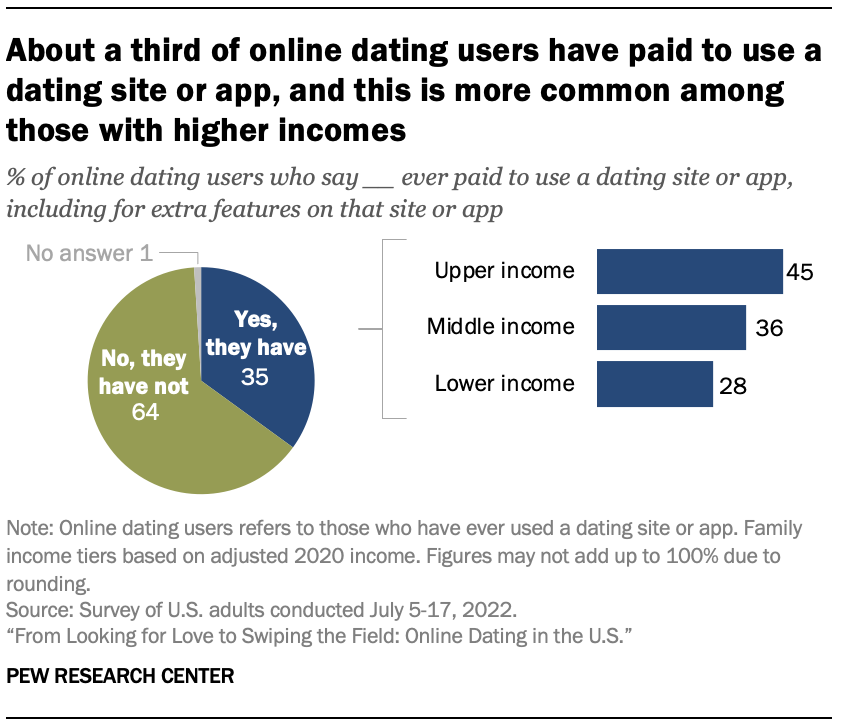 About a third of online dating users have paid to use a
dating site or app, and this is more common among
those with higher incomes
% of online dating users who say __ ever paid to use a dating site or app,
including for extra features on that site or app
No answer 1
Yes,
they have
35
No, they
have not
64
Upper income 45
Middle income 36
Lower income 28
Note: Online dating users refers to those who have ever used a dating site or app. Family
income tiers based on adjusted 2020 income. Figures may not add up to 100% due to
rounding.
Source: Survey of U.S. adults conducted July 5-17, 2022.
“From Looking for Love to Swiping the Field: Online Dating in the U.S.”
PEW RESEARCH CENTER